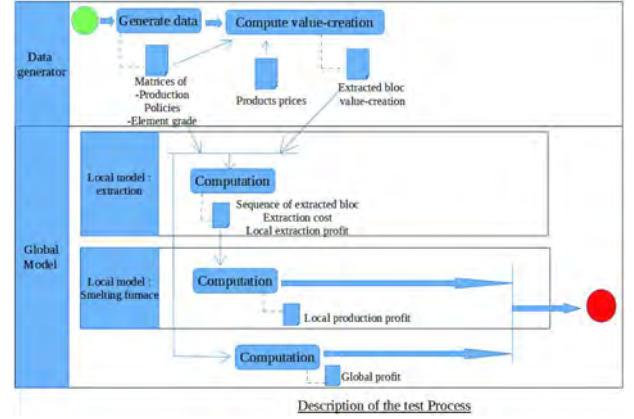 Generate data
Compute value-creation
Data
generator
Matrices of
-Production
Policies
-Element grade
Products prices
Extracted bloc
value-creation
Local model :
extraction
Computation
Sequence of extracted bloc
Extraction cost
Local extraction profit
Global
Model
Local model :
Smelting furnace
Computation
Local production profit
Computation
Global profit
Description of the test Process